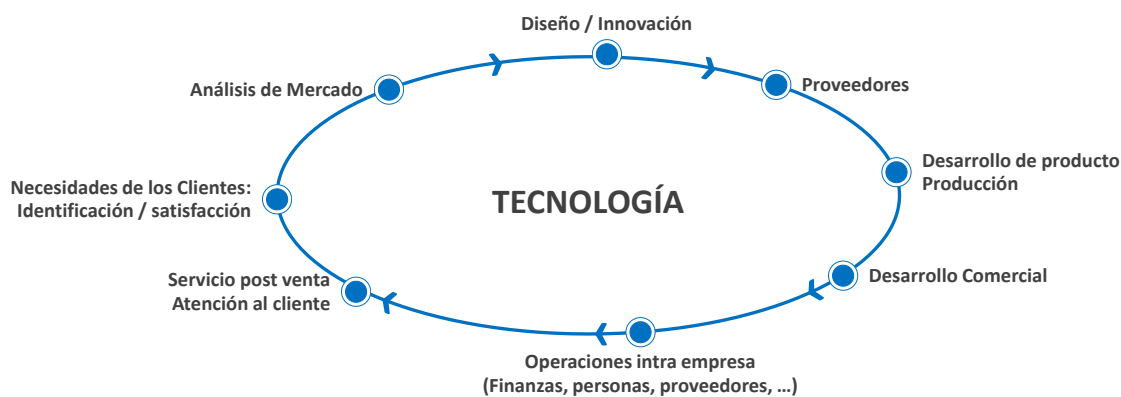 Diseño / Innovación
Análisis de Mercado
Proveedores
Desarrollo de producto
Producción
Necesidades de los Clientes:
Identificación / satisfacción
TECNOLOGÍA
Servicio post venta
Atención al cliente
Desarrollo Comercial
Operaciones intra empresa
(Finanzas, personas, proveedores, ...)